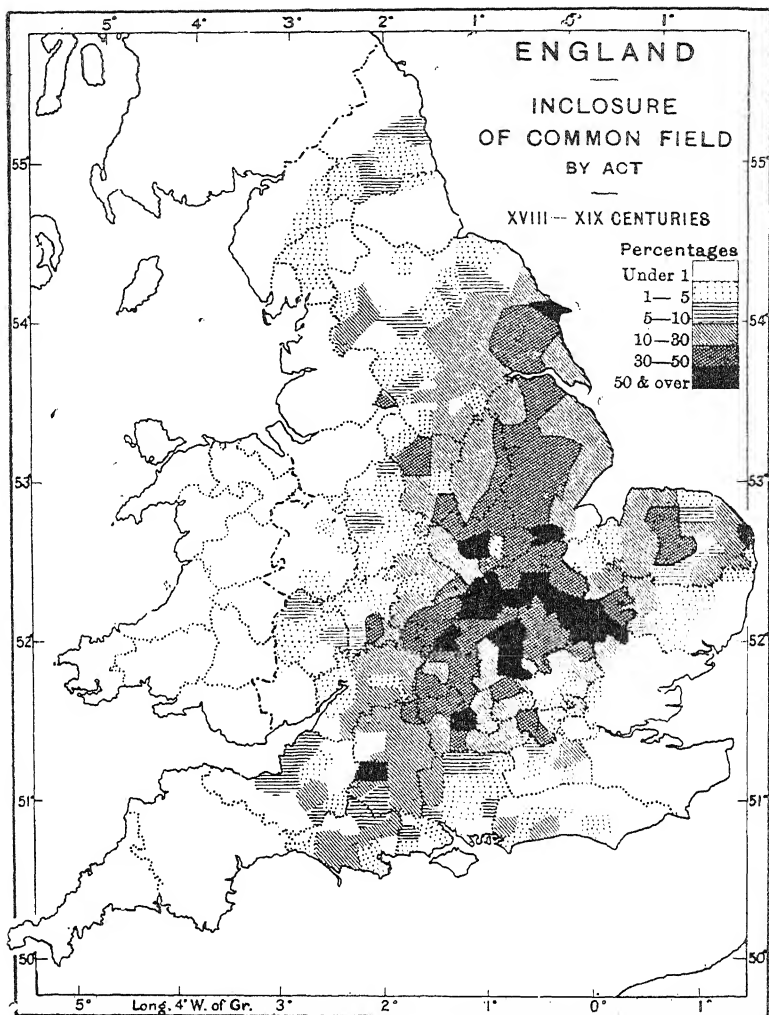 5° 4° 3° 2° 1° 0° 1°
ENGLAND
INCLOSURE
OF COMMON FIELD
BY ACT
XVIII — XIX CENTURIES
Percentages
Under 1
1 — 5
5 — 10
10 — 30
30 — 50
50 & over
55° 55°
54° 54°
53° 53°
52° 52°
51° 51°
50° 50°
5° Long. 4° W. of Gr. 3° 2° 1° 0° 1°